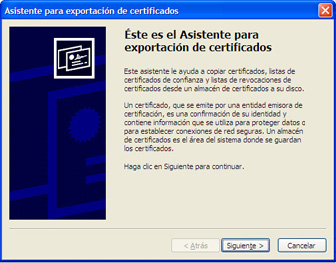 Asistente para exportación de certificados
Éste es el Asistente para
exportación de certificados
Este asistente le ayuda a copiar certificados, listas de
certificados de confianza y listas de revocaciones de
certificados desde un almacén de certificados a su disco.
Un certificado, que se emite por una entidad emisora de
certificación, es una confirmación de su identidad y
contiene información que se utiliza para proteger datos o
para establecer conexiones de red seguras. Un almacén
de certificados es el área del sistema donde se guardan
los certificados.
Haga clic en Siguiente para continuar.
< Atrás
Siguiente >
Cancelar